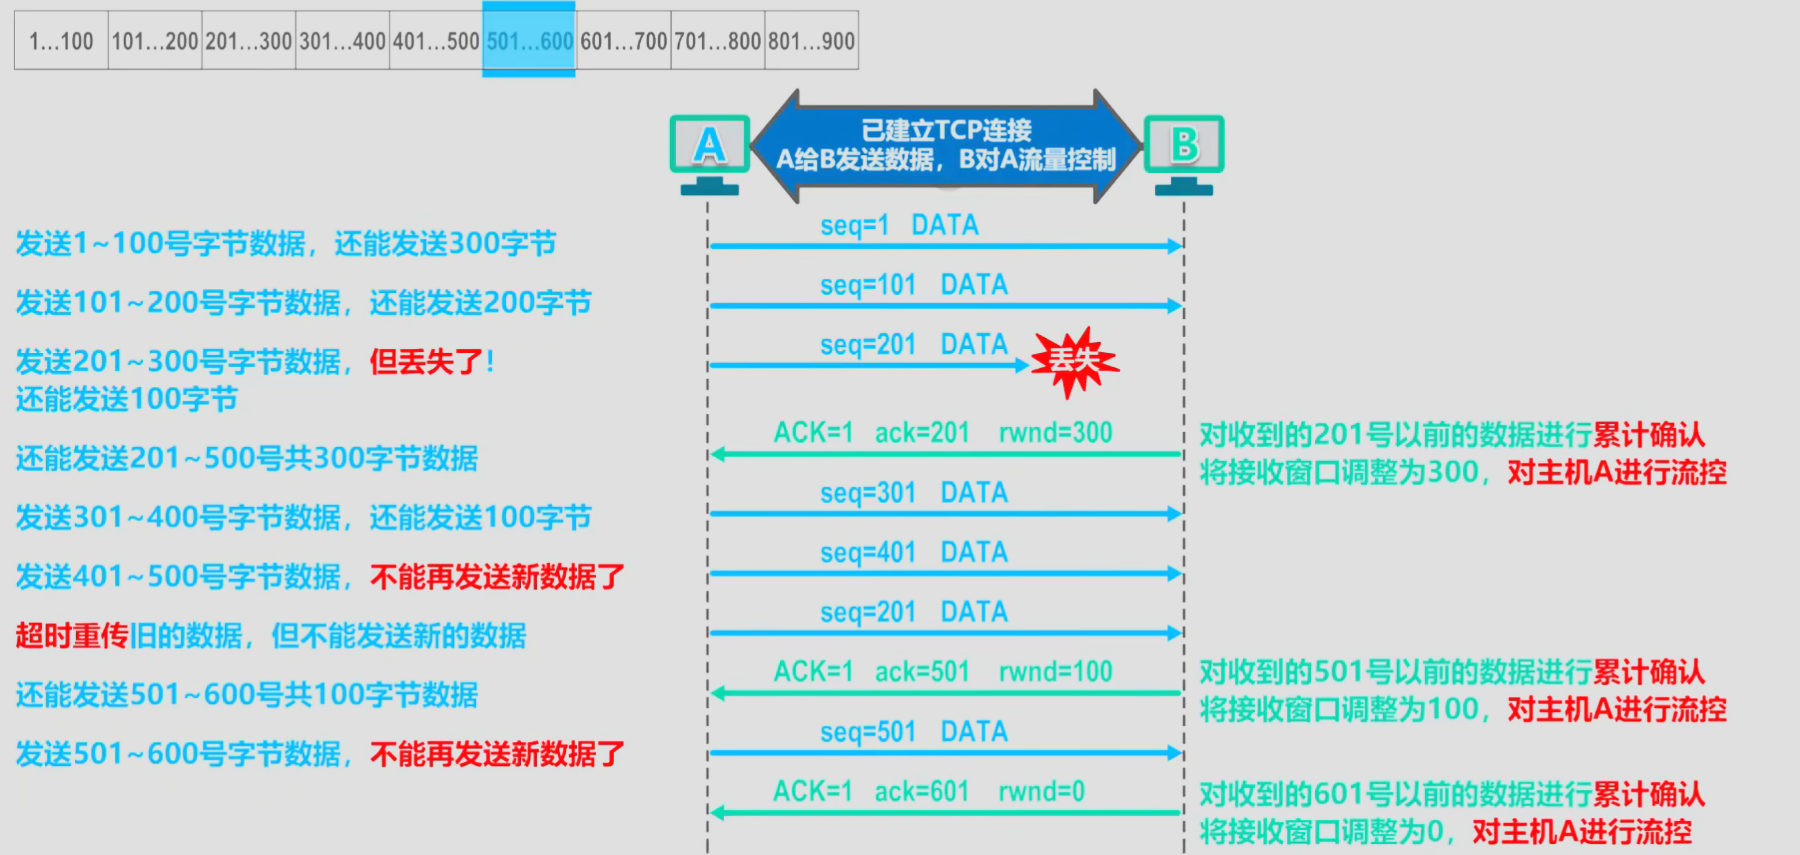 1...100 101...200 201...300 301...400 401...500 501...600 601...700 701...800 801...900
A
已建立TCP连接
A给B发送数据，B对A流量控制
B
发送1~100号字节数据，还能发送300字节
seq=1 DATA
发送101~200号字节数据，还能发送200字节
seq=101 DATA
发送201~300号字节数据，但丢失了！
还能发送100字节
seq=201 DATA
丢失
还能发送201~500号共300字节数据
ACK=1 ack=201 rwnd=300
对收到的201号以前的数据进行累计确认
将接收窗口调整为300，对主机A进行流控
发送301~400号字节数据，还能发送100字节
seq=301 DATA
发送401~500号字节数据，不能再发送新数据了
seq=401 DATA
超时重传旧的数据，但不能发送新的数据
seq=201 DATA
还能发送501~600号共100字节数据
ACK=1 ack=501 rwnd=100
对收到的501号以前的数据进行累计确认
将接收窗口调整为100，对主机A进行流控
发送501~600号字节数据，不能再发送新数据了
seq=501 DATA
ACK=1 ack=601 rwnd=0
对收到的601号以前的数据进行累计确认
将接收窗口调整为0，对主机A进行流控